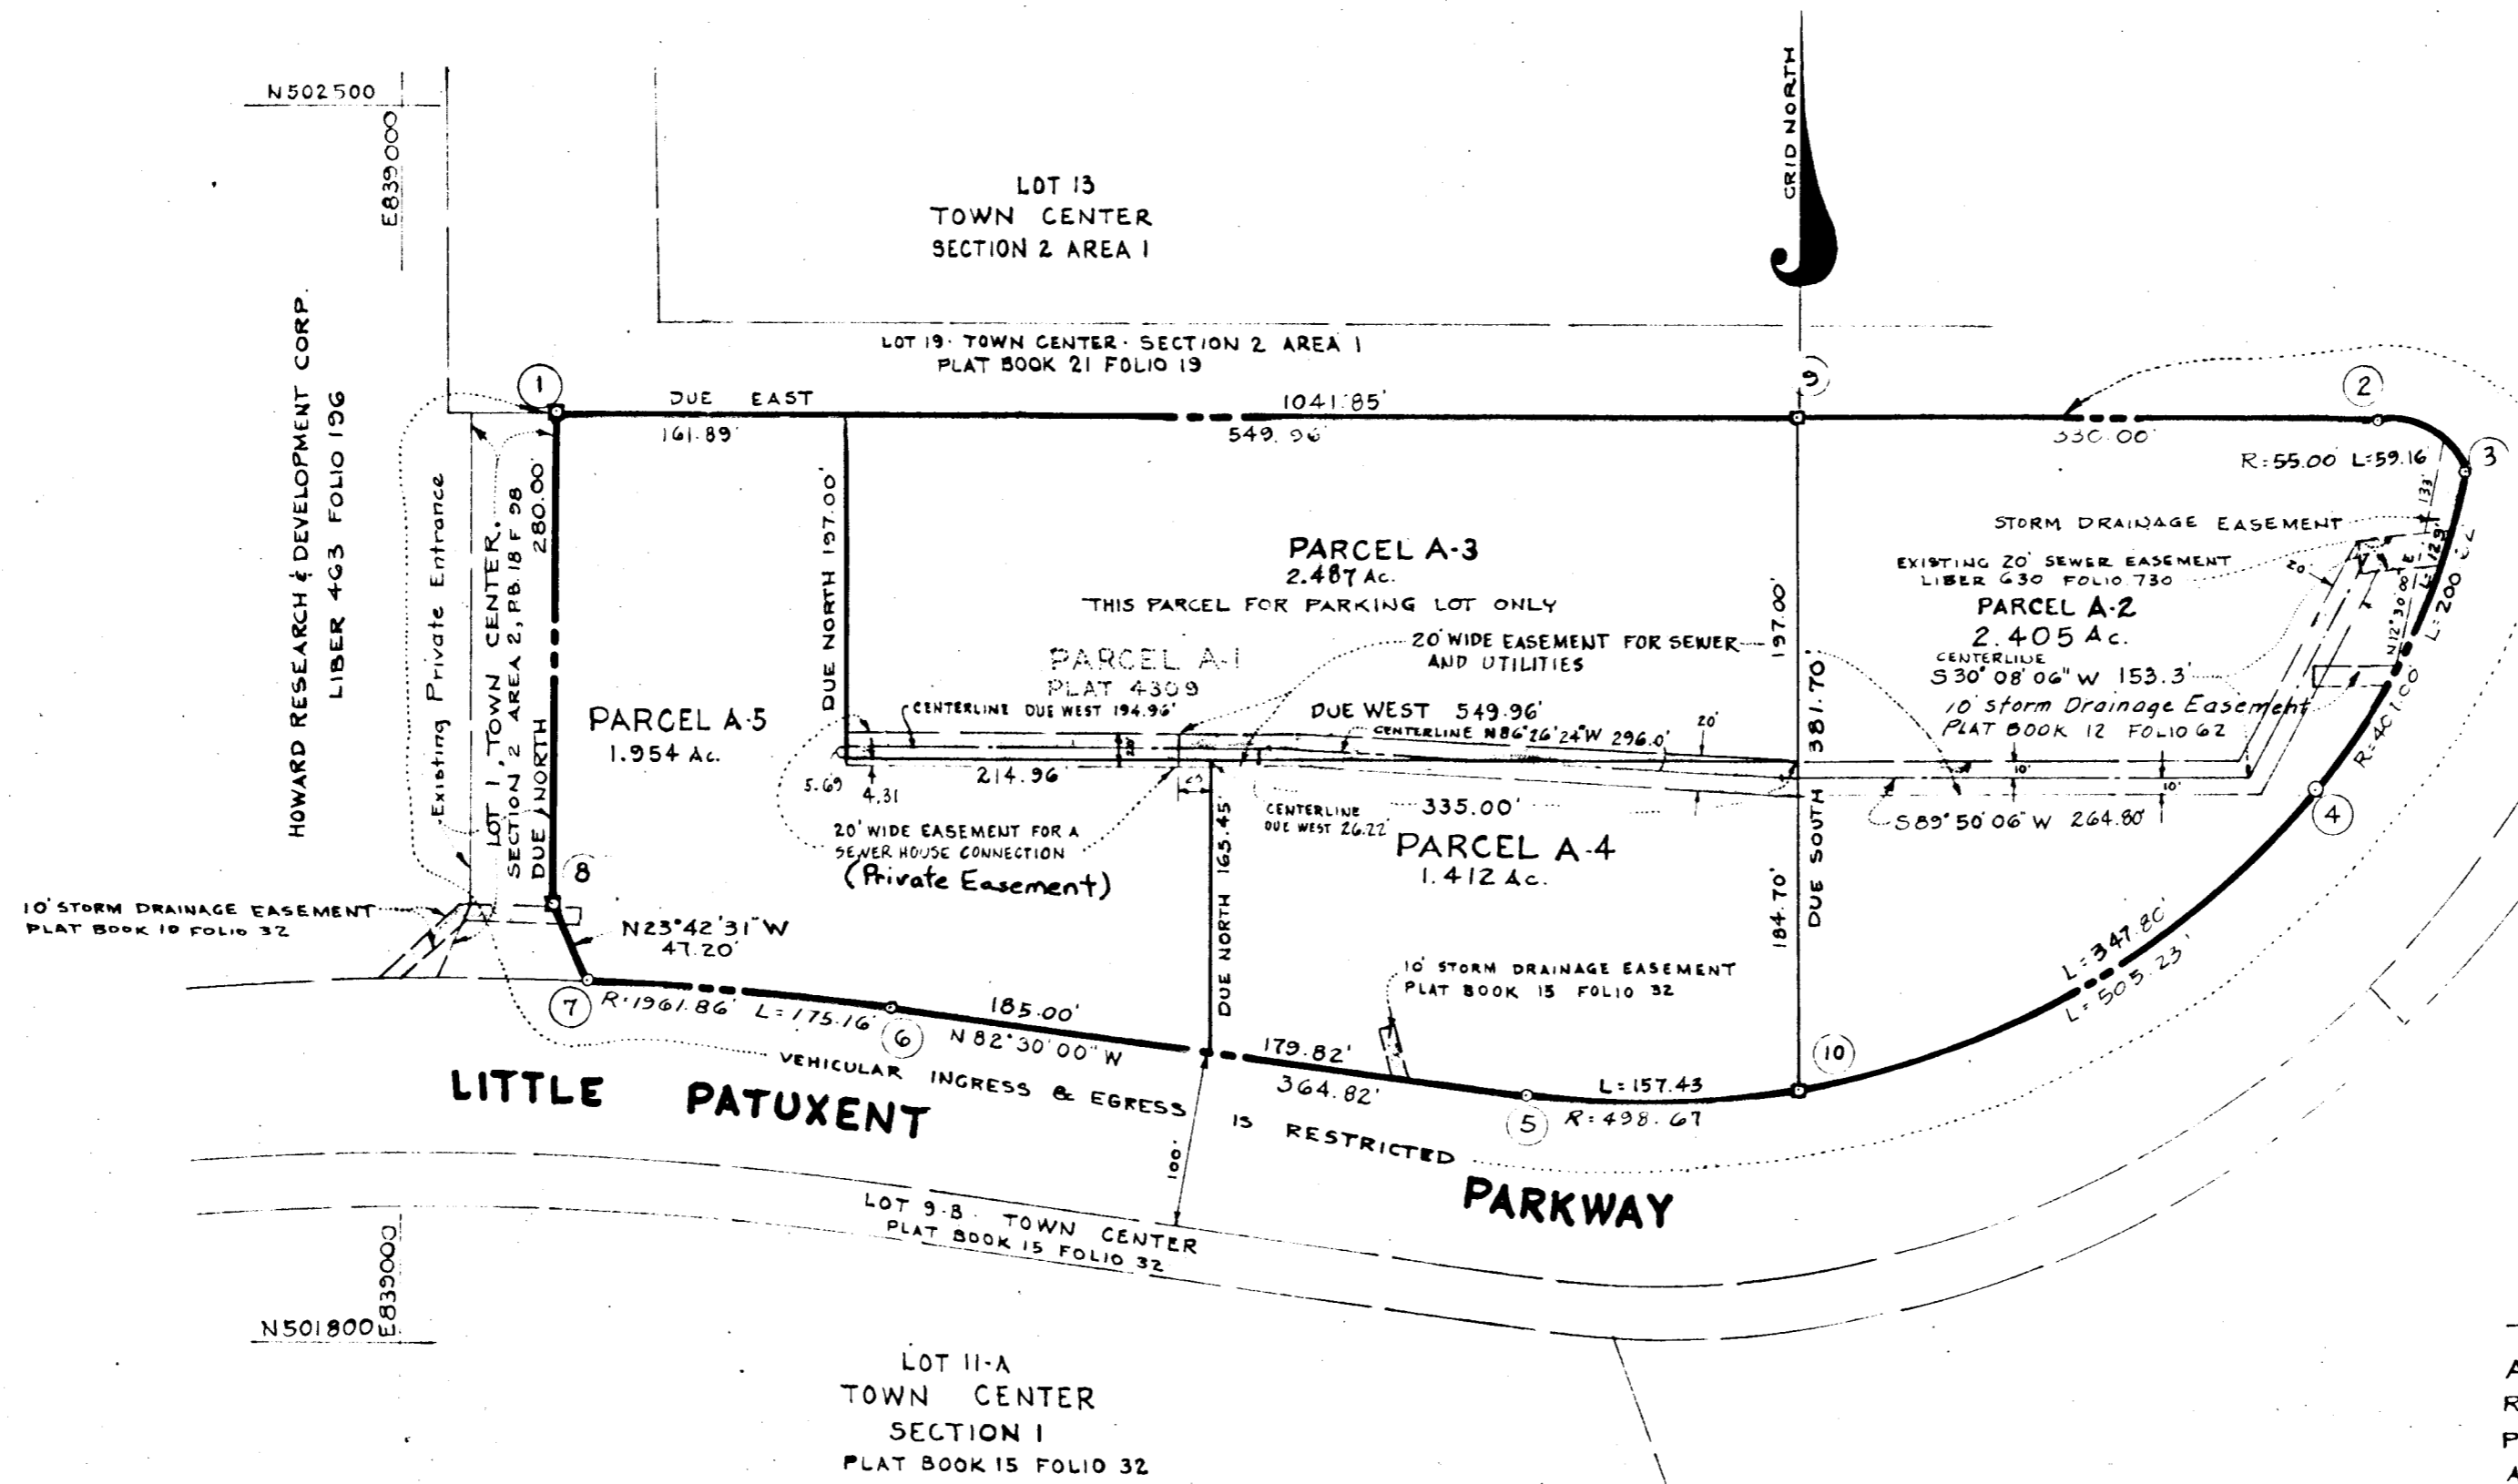 N502500
E839000
GRID NORTH
LOT 13
TOWN CENTER
SECTION 2 AREA 1
HOWARD RESEARCH & DEVELOPMENT CORP.
LIBER 463 FOLIO 196
LOT 19. TOWN CENTER. SECTION 2 AREA 1
PLAT BOOK 21 FOLIO 19
1
DUE EAST
1041.85'
9
2
161.89'
549.96'
330.00'
R=55.00 L=59.16
3
Existing Private Entrance
LOT 1, TOWN CENTER.
SECTION 2 AREA 2, P.B. 18 F 98
DUE NORTH
280.00'
DUE NORTH 197.00'
PARCEL A-3
2.487 Ac.
THIS PARCEL FOR PARKING LOT ONLY
197.00'
133'
STORM DRAINAGE EASEMENT
EXISTING 20' SEWER EASEMENT
LIBER 630 FOLIO 730
20'
PARCEL A-2
2.405 Ac.
CENTERLINE
S 30° 08' 06" W 153.3'
10' Storm Drainage Easement
PLAT BOOK 12 FOLIO 62
PARCEL A-1
PLAT 4309
20' WIDE EASEMENT FOR SEWER
AND UTILITIES
CENTERLINE DUE WEST 194.96'
DUE WEST 549.96'
CENTERLINE N86°26'24"W 296.0'
20'
PARCEL A-5
1.954 Ac.
5.69
4.31
214.96
335.00'
CENTERLINE
DUE WEST 26.22'
10'
10'
S89°50'06"W 264.80'
4
DUE SOUTH 381.70'
20' WIDE EASEMENT FOR A
SEWER HOUSE CONNECTION
(Private Easement)
DUE NORTH 165.45'
PARCEL A-4
1.412 Ac.
184.70'
8
10' STORM DRAINAGE EASEMENT
PLAT BOOK 10 FOLIO 32
N23°42'31"W
47.20'
10' STORM DRAINAGE EASEMENT
PLAT BOOK 15 FOLIO 32
L=347.80'
L=505.23'
7
R=1961.86' L=175.16'
6
185.00'
N 82°30'00" W
179.82'
364.82'
L=157.43
5
R=498.67
10
VEHICULAR INGRESS & EGRESS IS RESTRICTED
LITTLE PATUXENT PARKWAY
100'
LOT 9-B. TOWN CENTER
PLAT BOOK 15 FOLIO 32
E839000
N501800
LOT 11-A
TOWN CENTER
SECTION 1
PLAT BOOK 15 FOLIO 32